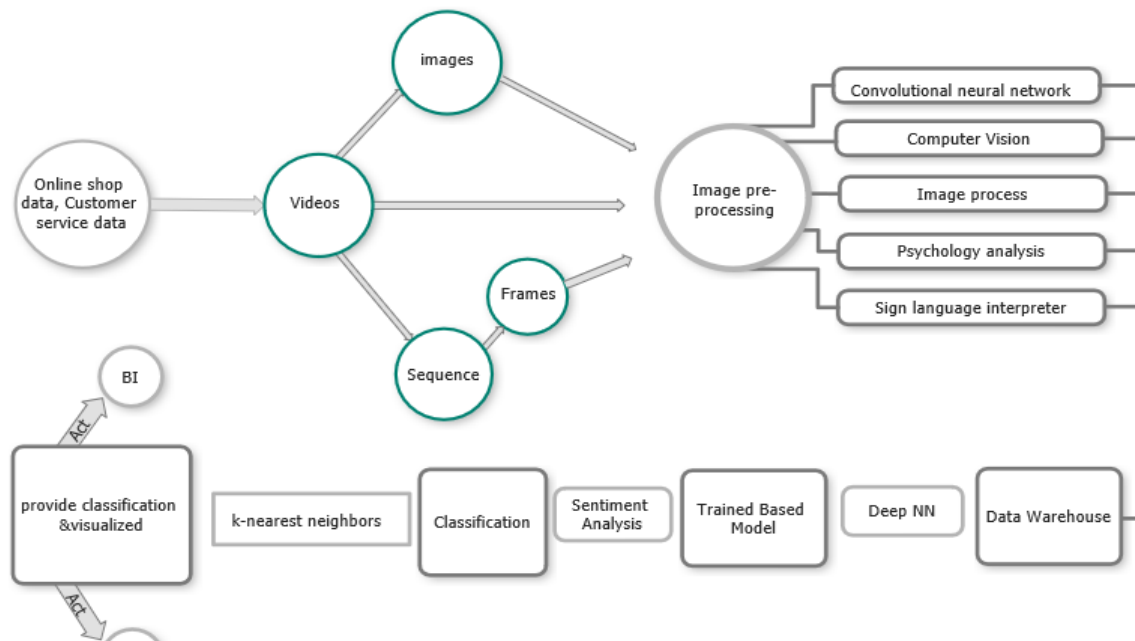 images
Convolutional neural network
Computer Vision
Online shop
data, Customer
service data
Videos
Image pre-
processing
Image process
Psychology analysis
Frames
Sign language interpreter
Sequence
BI
Act
provide classification
&visualized
k-nearest neighbors
Classification
Sentiment
Analysis
Trained Based
Model
Deep NN
Data Warehouse
Act